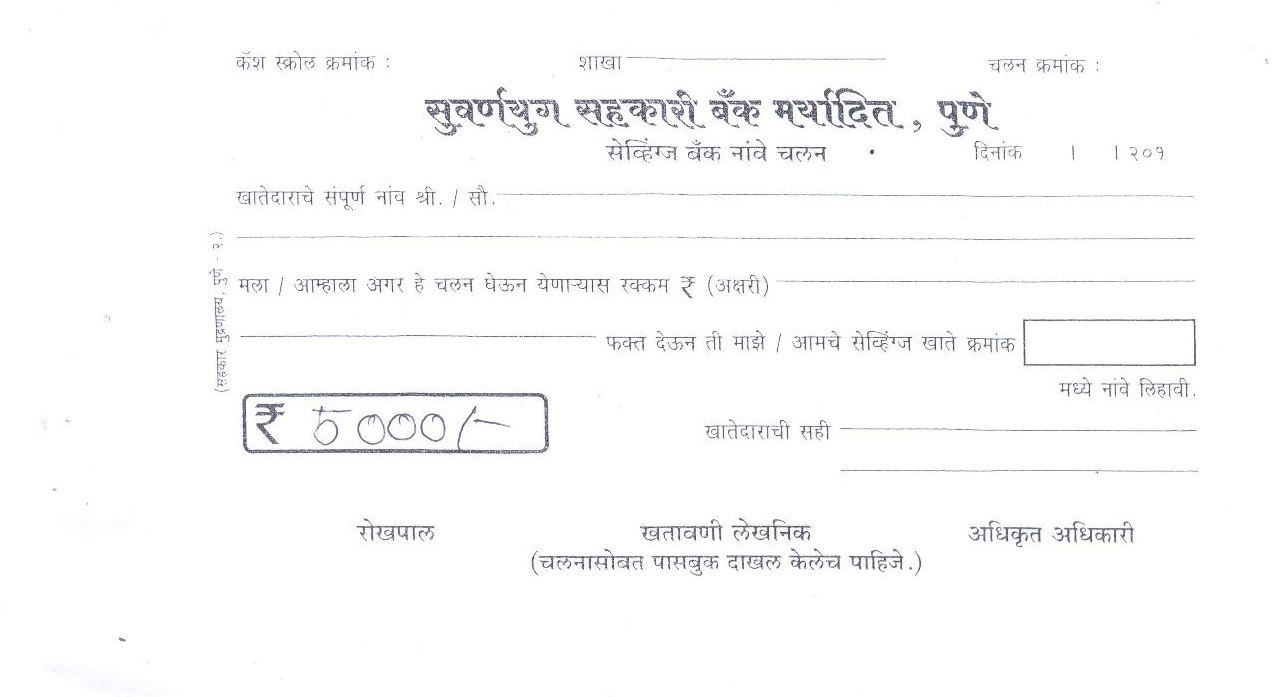 कॅश स्क्रोल क्रमांक : शाखा चलन क्रमांक :
सुवर्णयुग सहकारी बँक मर्यादित, पुणे
सेव्हिंग्ज बँक नांवे चलन दिनांक । । २०१
खातेदाराचे संपूर्ण नांव श्री. / सौ.
मला / आम्हाला अगर हे चलन घेऊन येणाऱ्यास रक्कम ₹ (अक्षरी)
फक्त देऊन ती माझे / आमचे सेव्हिंग्ज खाते क्रमांक
मध्ये नांवे लिहावी.
₹ 5000/-
खातेदाराची सही
रोखपाल खतावणी लेखनिक अधिकृत अधिकारी
(चलनासोबत पासबुक दाखल केलेच पाहिजे.)
(सहकार मुद्रणालय, पुणे - २.)